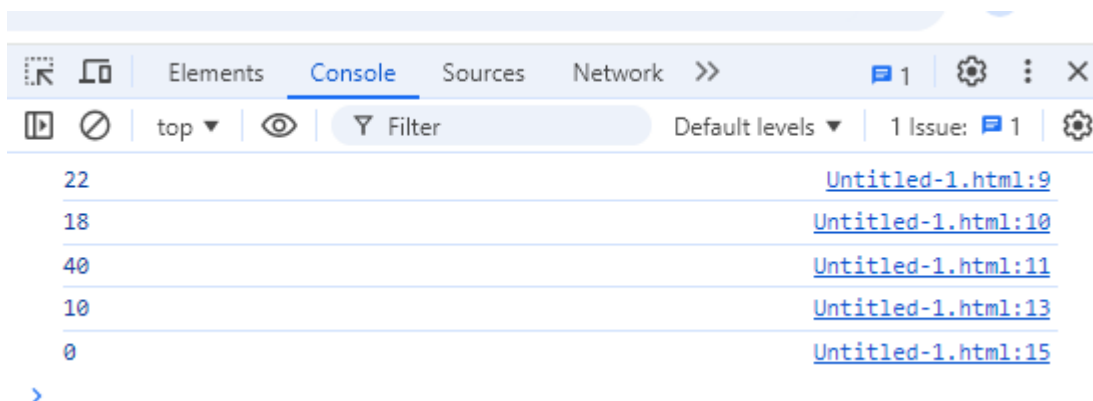 Elements Console Sources Network >> 1
top ▼ Filter Default levels ▼ 1 Issue: 1
22 Untitled-1.html:9
18 Untitled-1.html:10
40 Untitled-1.html:11
10 Untitled-1.html:13
0 Untitled-1.html:15
>